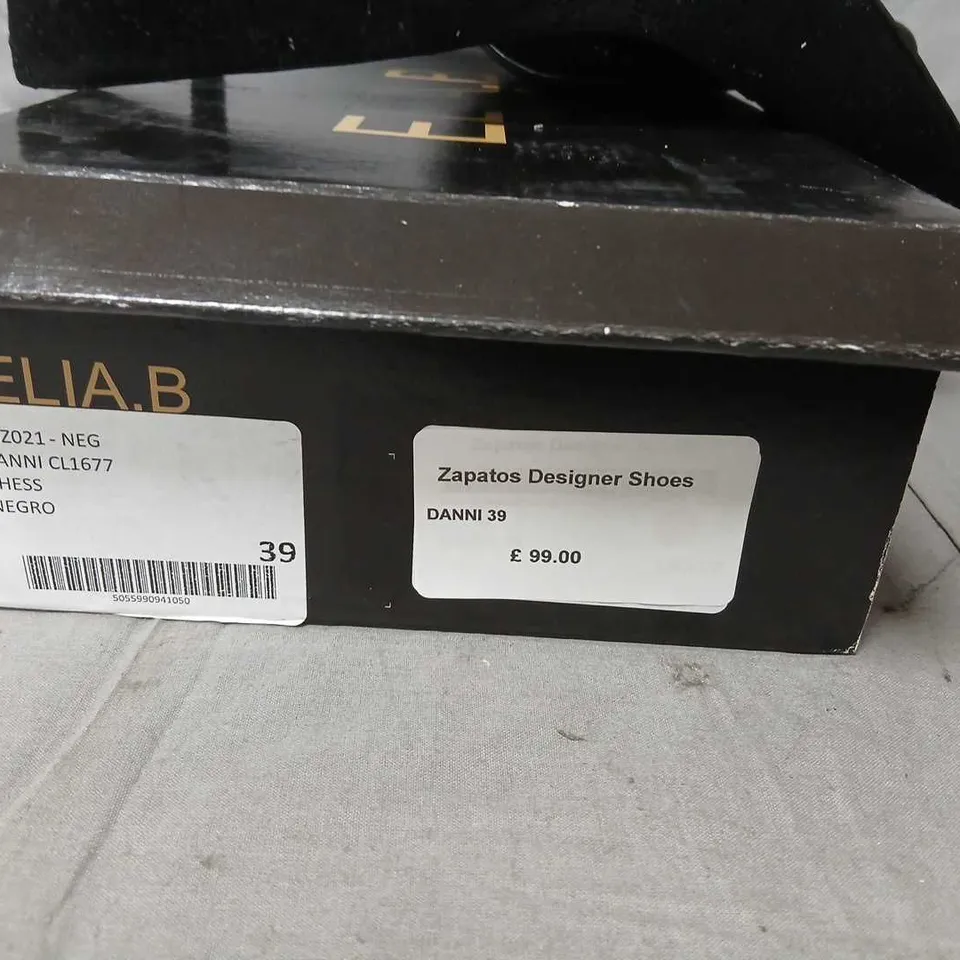 ELIA.B
Z021 - NEG
ANNI CL1677
HESS
NEGRO
39
5055990941050
Zapatos Designer Shoes
DANNI 39
£ 99.00